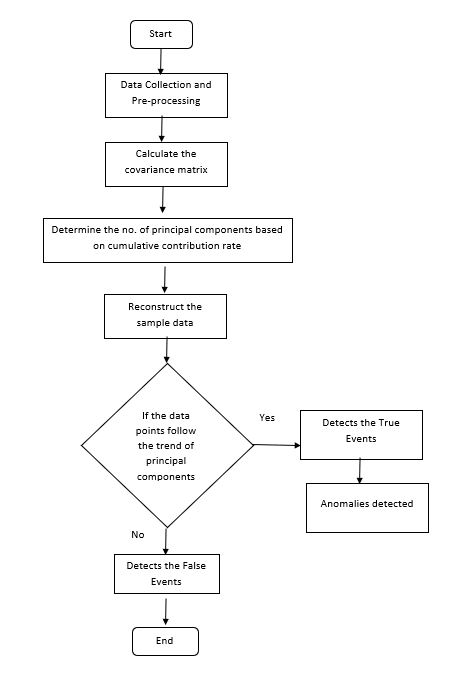 Start
Data Collection and
Pre-processing
Calculate the
covariance matrix
Determine the no. of principal components based
on cumulative contribution rate
Reconstruct the
sample data
If the data
points follow
the trend of
principal
components
Yes
Detects the True
Events
Anomalies detected
No
Detects the False
Events
End